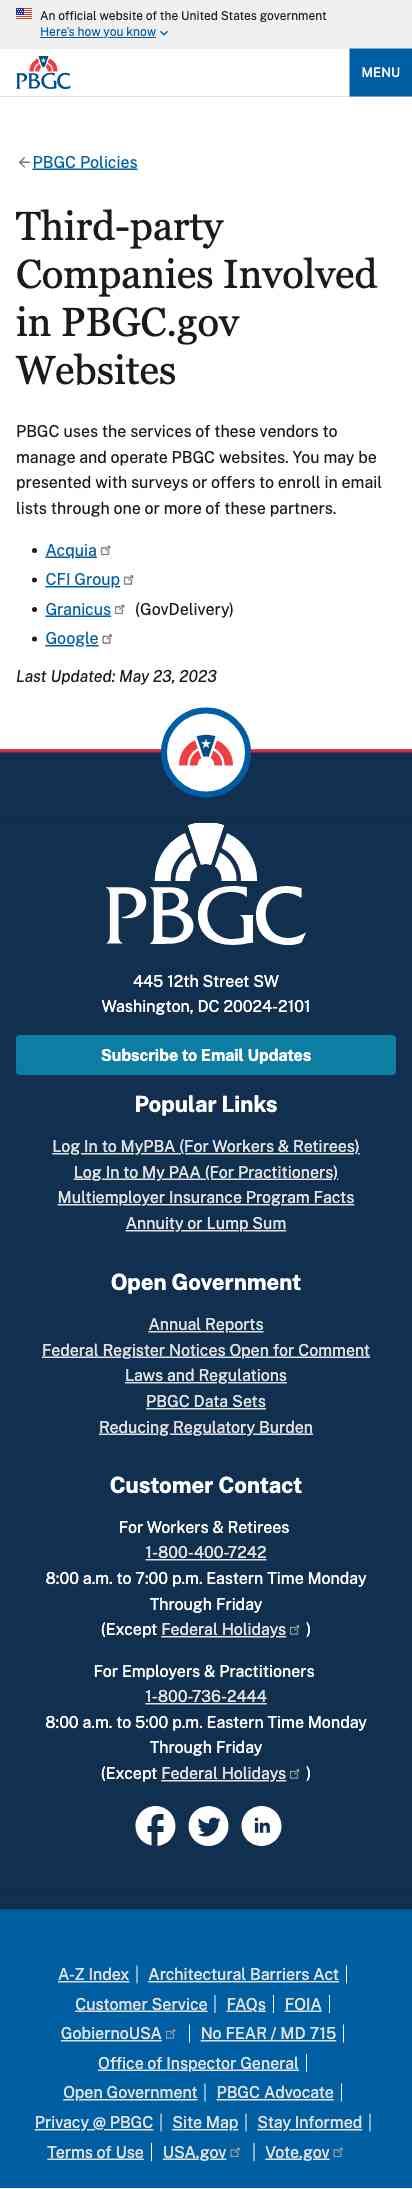 An official website of the United States government
Here's how you know
PBGC
MENU
PBGC Policies
Third-party
Companies Involved
in PBGC.gov
Websites
PBGC uses the services of these vendors to
manage and operate PBGC websites. You may be
presented with surveys or offers to enroll in email
lists through one or more of these partners.
• Acquia
• CFI Group
• Granicus (GovDelivery)
• Google
Last Updated: May 23, 2023
PBGC
445 12th Street SW
Washington, DC 20024-2101
Subscribe to Email Updates
Popular Links
Log In to MyPBA (For Workers & Retirees)
Log In to My PAA (For Practitioners)
Multiemployer Insurance Program Facts
Annuity or Lump Sum
Open Government
Annual Reports
Federal Register Notices Open for Comment
Laws and Regulations
PBGC Data Sets
Reducing Regulatory Burden
Customer Contact
For Workers & Retirees
1-800-400-7242
8:00 a.m. to 7:00 p.m. Eastern Time Monday
Through Friday
(Except Federal Holidays )
For Employers & Practitioners
1-800-736-2444
8:00 a.m. to 5:00 p.m. Eastern Time Monday
Through Friday
(Except Federal Holidays )
A-Z Index | Architectural Barriers Act |
Customer Service | FAQs | FOIA |
GobiernoUSA | No FEAR / MD 715 |
Office of Inspector General |
Open Government | PBGC Advocate |
Privacy @ PBGC | Site Map | Stay Informed |
Terms of Use | USA.gov | Vote.gov